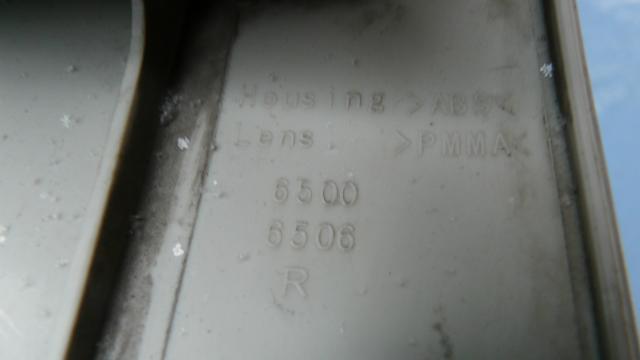 Housing >ABS<
Lens >PMMA<
6500
6506
R